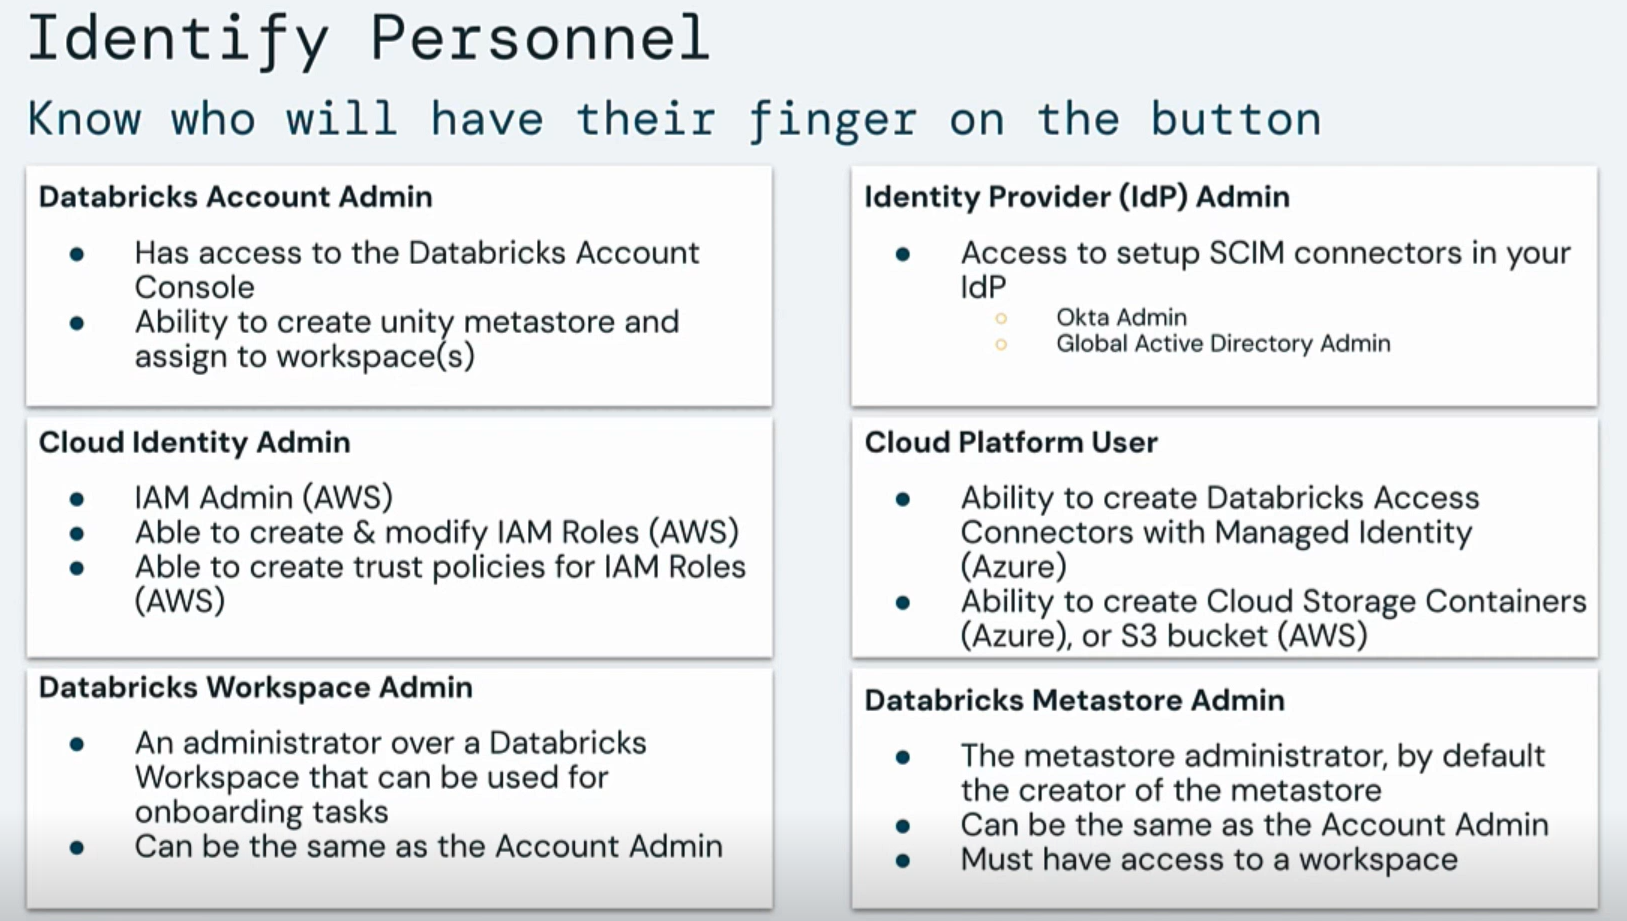 Identify Personnel
Know who will have their finger on the button
Databricks Account Admin
● Has access to the Databricks Account
Console
● Ability to create unity metastore and
assign to workspace(s)
Identity Provider (IdP) Admin
● Access to setup SCIM connectors in your
IdP
○ Okta Admin
○ Global Active Directory Admin
Cloud Identity Admin
● IAM Admin (AWS)
● Able to create & modify IAM Roles (AWS)
● Able to create trust policies for IAM Roles
(AWS)
Cloud Platform User
● Ability to create Databricks Access
Connectors with Managed Identity
(Azure)
● Ability to create Cloud Storage Containers
(Azure), or S3 bucket (AWS)
Databricks Workspace Admin
● An administrator over a Databricks
Workspace that can be used for
onboarding tasks
● Can be the same as the Account Admin
Databricks Metastore Admin
● The metastore administrator, by default
the creator of the metastore
● Can be the same as the Account Admin
● Must have access to a workspace